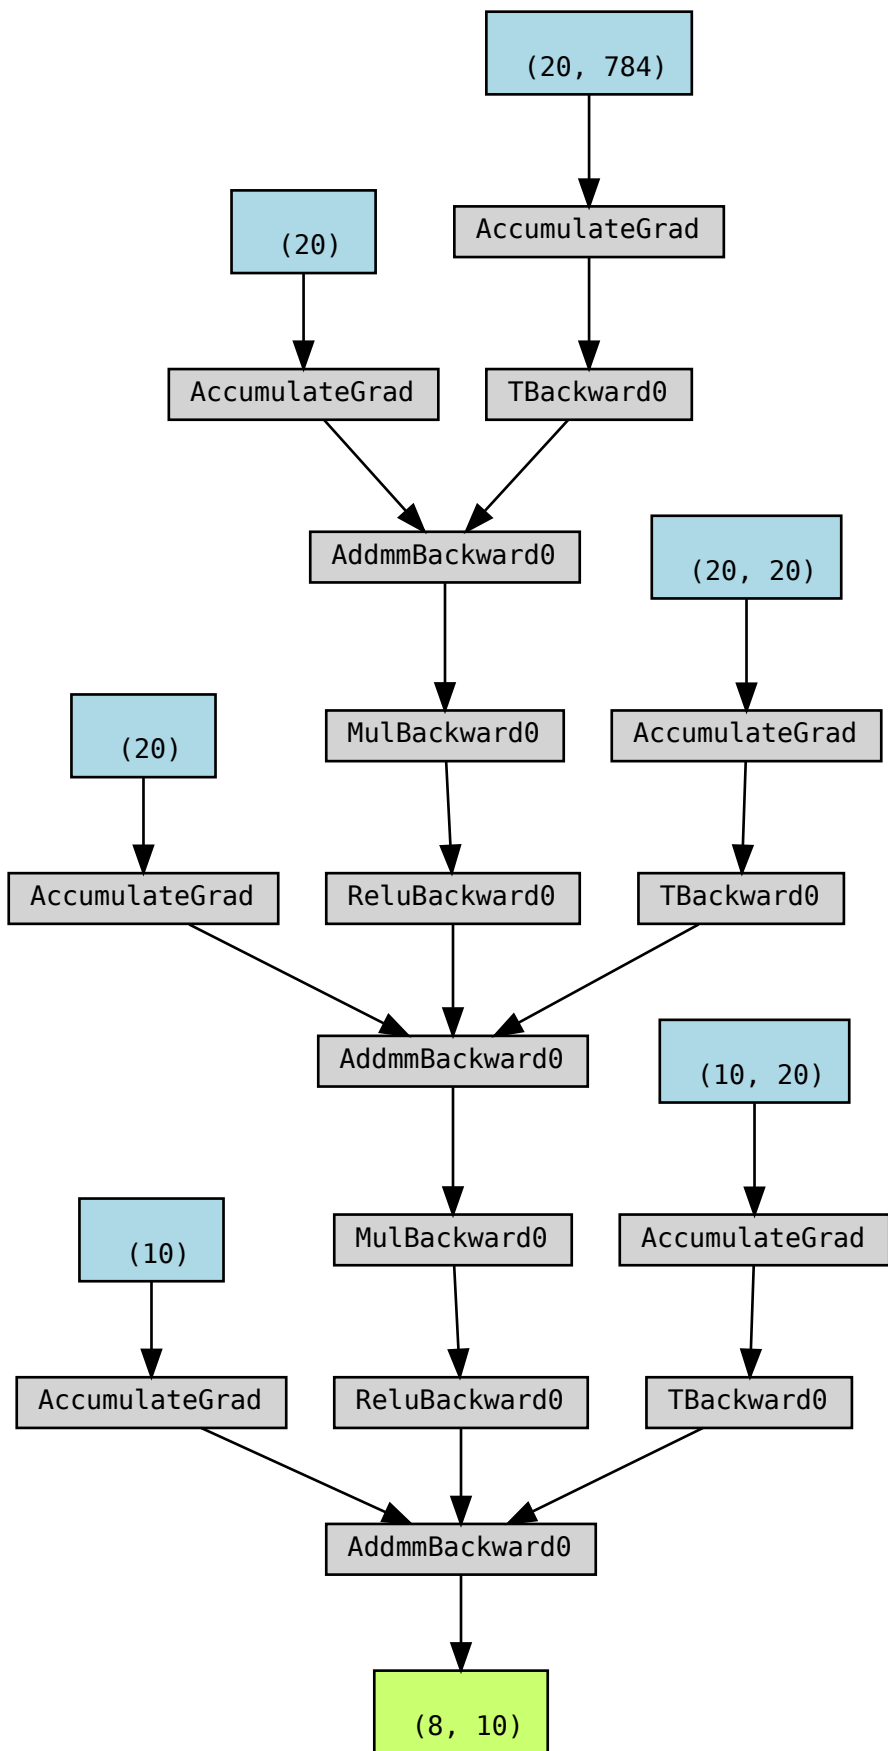 (20, 784)
(20)
AccumulateGrad
AccumulateGrad
TBackward0
AddmmBackward0
(20, 20)
(20)
MulBackward0
AccumulateGrad
AccumulateGrad
ReluBackward0
TBackward0
AddmmBackward0
(10, 20)
(10)
MulBackward0
AccumulateGrad
AccumulateGrad
ReluBackward0
TBackward0
AddmmBackward0
(8, 10)